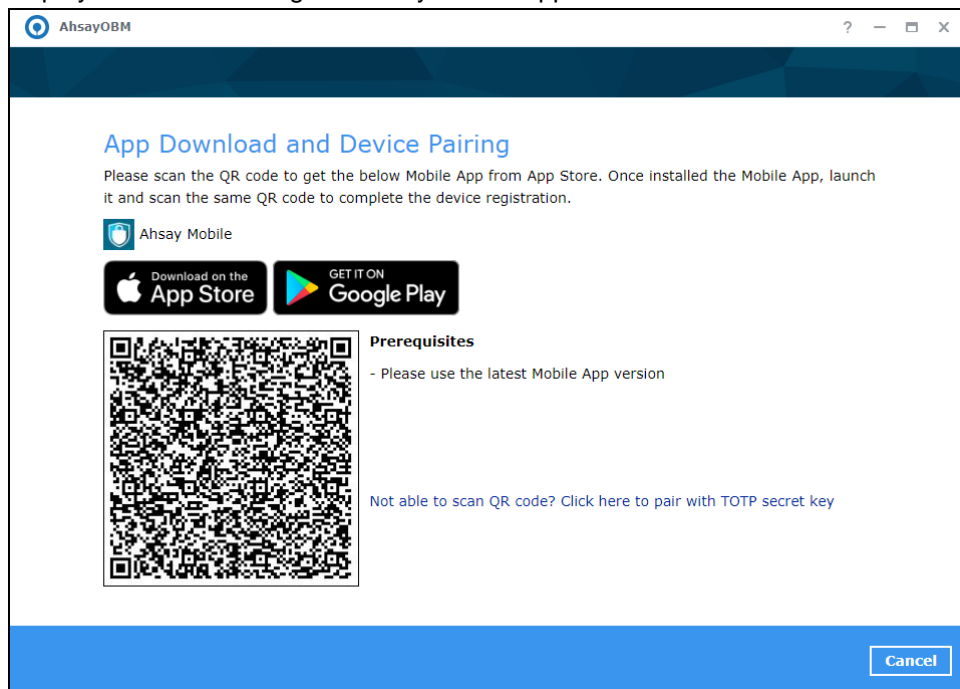 AhsayOBM
App Download and Device Pairing
Please scan the QR code to get the below Mobile App from App Store. Once installed the Mobile App, launch
it and scan the same QR code to complete the device registration.
Ahsay Mobile
Download on the
App Store
GET IT ON
Google Play
Prerequisites
- Please use the latest Mobile App version
Not able to scan QR code? Click here to pair with TOTP secret key
Cancel